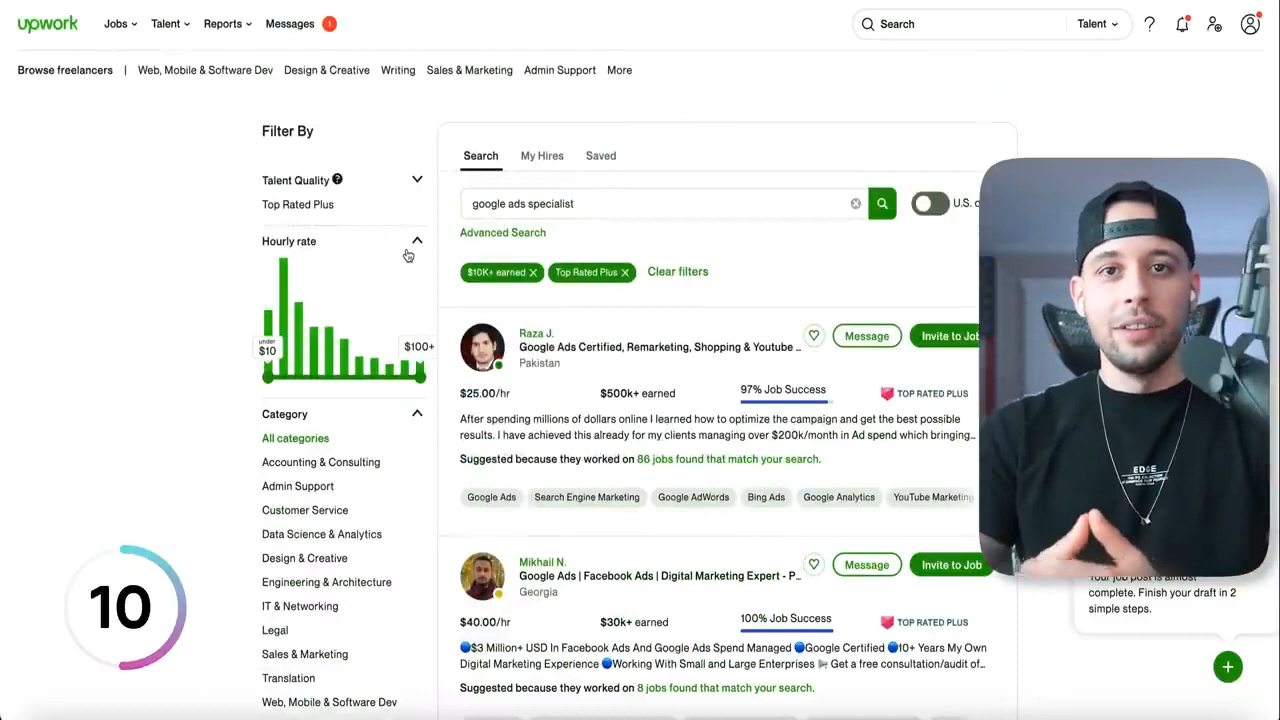 upwork
Jobs Talent Reports Messages 1
Search Talent
Browse freelancers | Web, Mobile & Software Dev Design & Creative Writing Sales & Marketing Admin Support More
Filter By
Talent Quality ?
Top Rated Plus
Hourly rate
under
$10
$100+
Category
All categories
Accounting & Consulting
Admin Support
Customer Service
Data Science & Analytics
Design & Creative
Engineering & Architecture
IT & Networking
Legal
Sales & Marketing
Translation
Web, Mobile & Software Dev
Search My Hires Saved
google ads specialist
U.S.
Advanced Search
$10K+ earned Top Rated Plus Clear filters
Raza J.
Google Ads Certified, Remarketing, Shopping & Youtube ...
Pakistan
Message Invite to Job
$25.00/hr $500k+ earned 97% Job Success TOP RATED PLUS
After spending millions of dollars online I learned how to optimize the campaign and get the best possible
results. I have achieved this already for my clients managing over $200k/month in Ad spend which bringing...
Suggested because they worked on 86 jobs found that match your search.
Google Ads Search Engine Marketing Google AdWords Bing Ads Google Analytics YouTube Marketing
Mikhail N.
Google Ads | Facebook Ads | Digital Marketing Expert - P...
Georgia
Message Invite to Job
$40.00/hr $30k+ earned 100% Job Success TOP RATED PLUS
$3 Million+ USD In Facebook Ads And Google Ads Spend Managed Google Certified 10+ Years My Own
Digital Marketing Experience Working With Small and Large Enterprises Get a free consultation/audit of...
Suggested because they worked on 8 jobs found that match your search.
Your job post is almost
complete. Finish your draft in 2
simple steps.
10